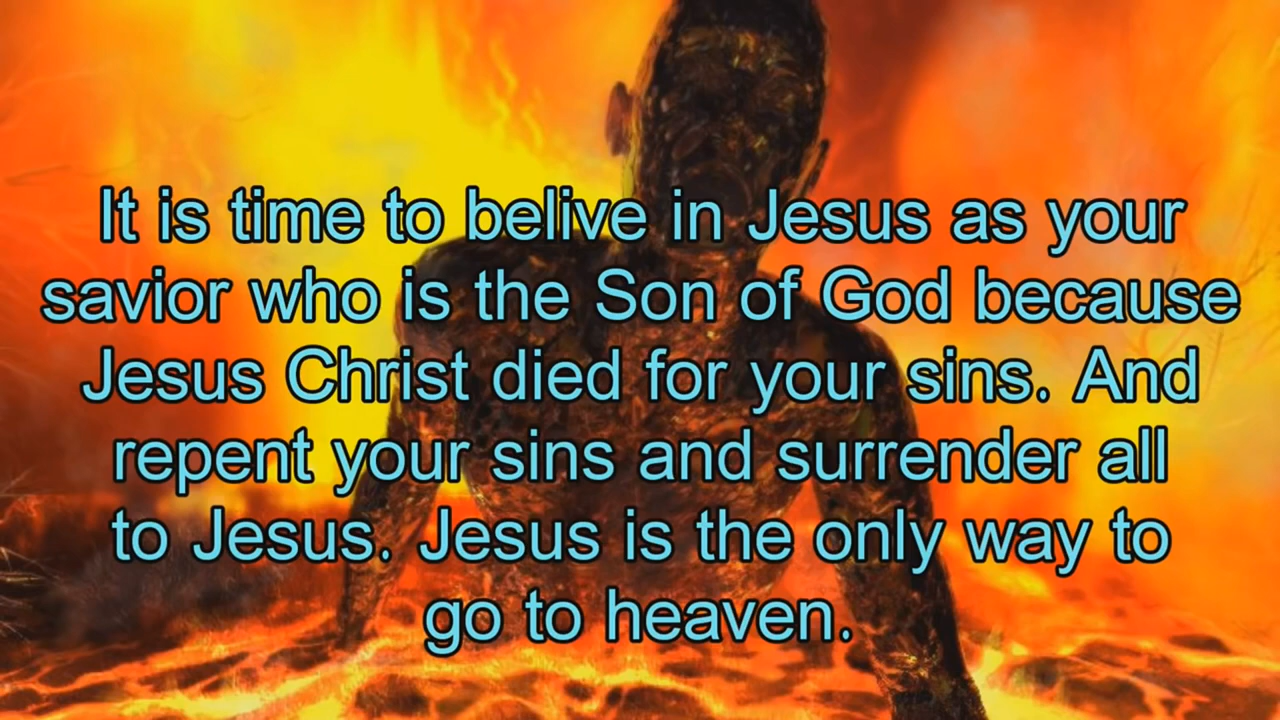 It is time to belive in Jesus as your
savior who is the Son of God because
Jesus Christ died for your sins. And
repent your sins and surrender all
to Jesus. Jesus is the only way to
go to heaven.